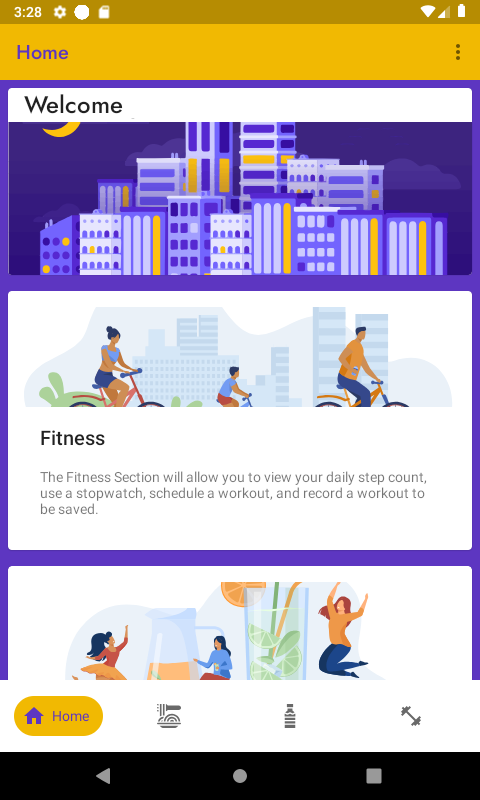 3:28
Home
Welcome
Fitness
The Fitness Section will allow you to view your daily step count,
use a stopwatch, schedule a workout, and record a workout to
be saved.
Home